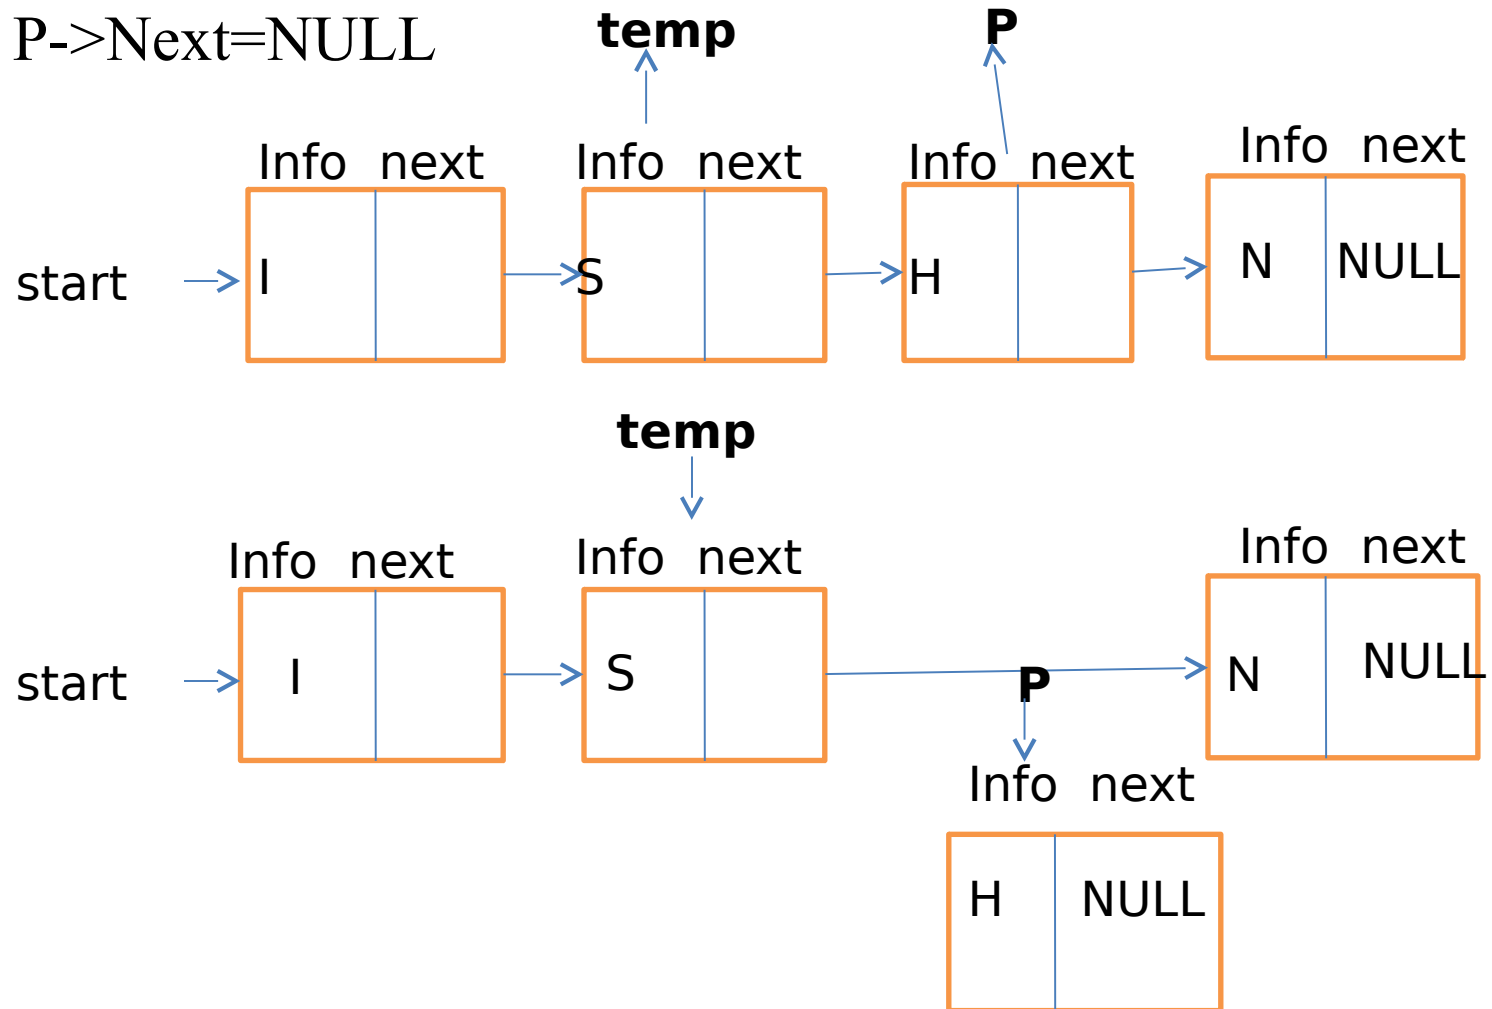 P->Next=NULL
temp P
Info next Info next Info next Info next
start I S H N NULL
temp
Info next Info next Info next
start I S P N NULL
Info next
H NULL